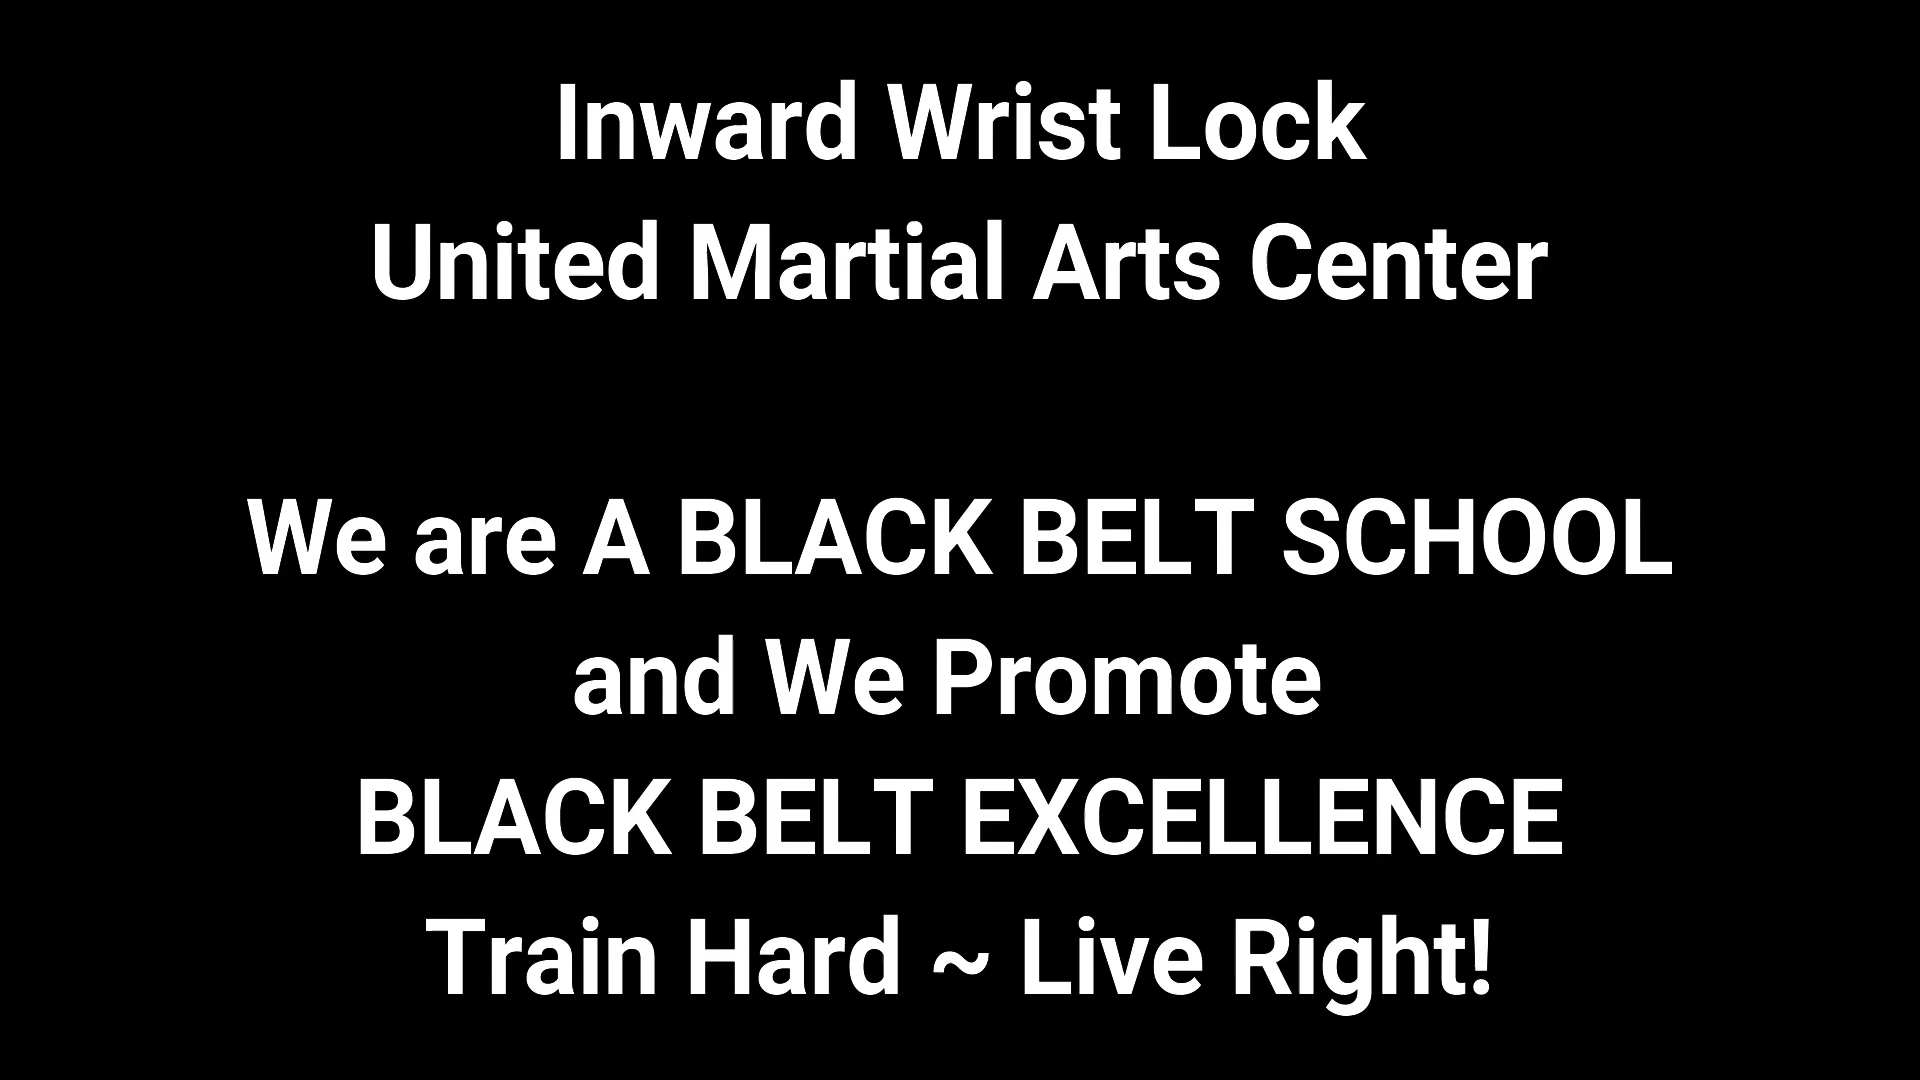 Inward Wrist Lock
United Martial Arts Center
We are A BLACK BELT SCHOOL
and We Promote
BLACK BELT EXCELLENCE
Train Hard ~ Live Right!